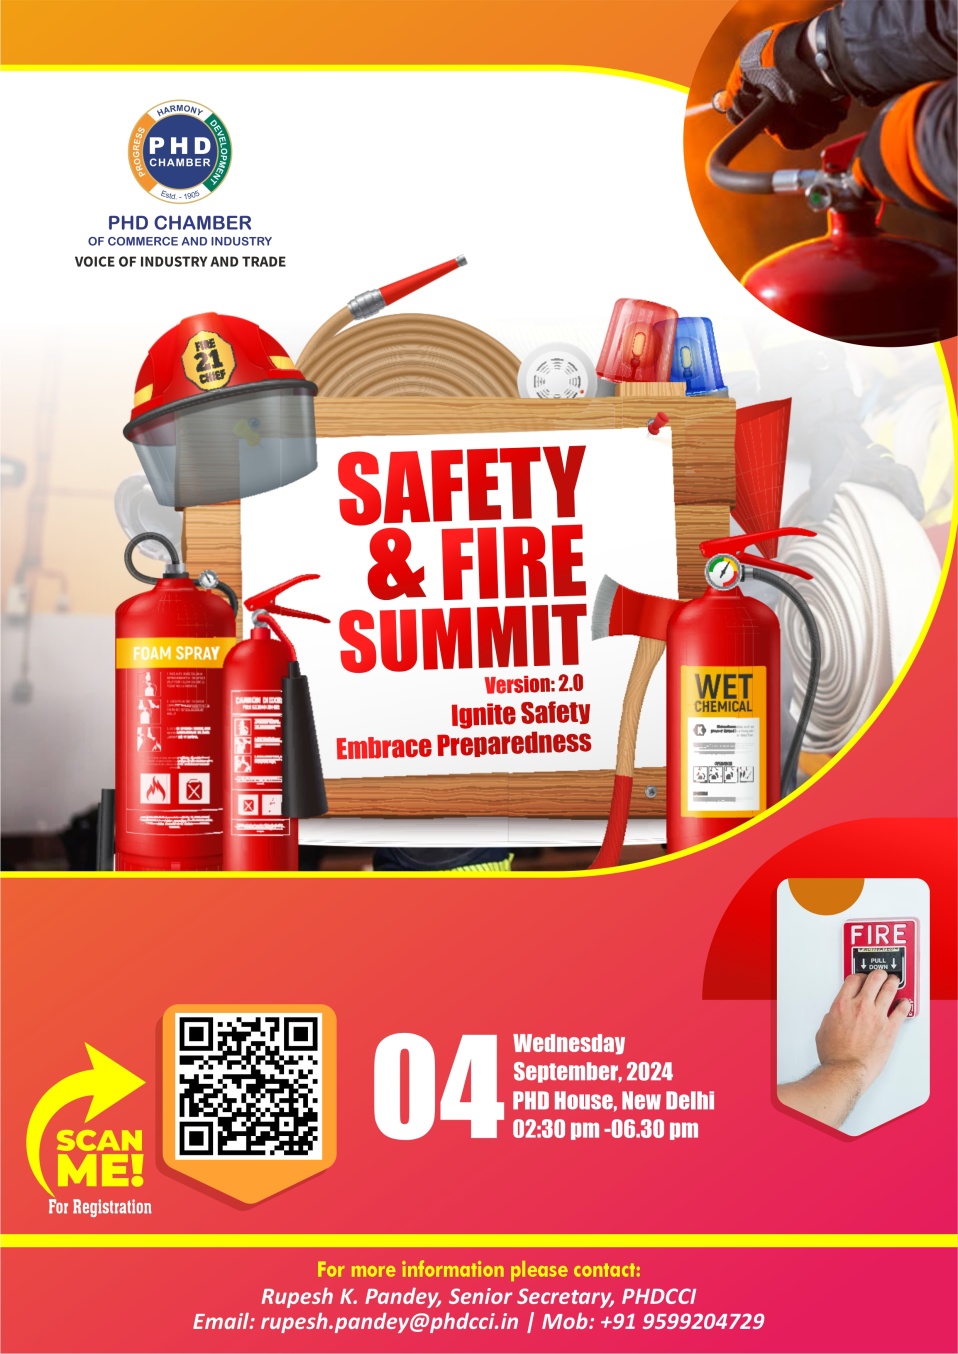 HARMONY
PROGRESS
DEVELOPMENT
PHD
CHAMBER
Estd. - 1905
PHD CHAMBER
OF COMMERCE AND INDUSTRY
VOICE OF INDUSTRY AND TRADE
FIRE
21
CHIEF
SAFETY
& FIRE
SUMMIT
Version: 2.0
Ignite Safety
Embrace Preparedness
FOAM SPRAY
WET
CHEMICAL
K
FIRE
PULL
DOWN
04
Wednesday
September, 2024
PHD House, New Delhi
02:30 pm -06.30 pm
SCAN
ME!
For Registration
For more information please contact:
Rupesh K. Pandey, Senior Secretary, PHDCCI
Email: rupesh.pandey@phdcci.in | Mob: +91 9599204729